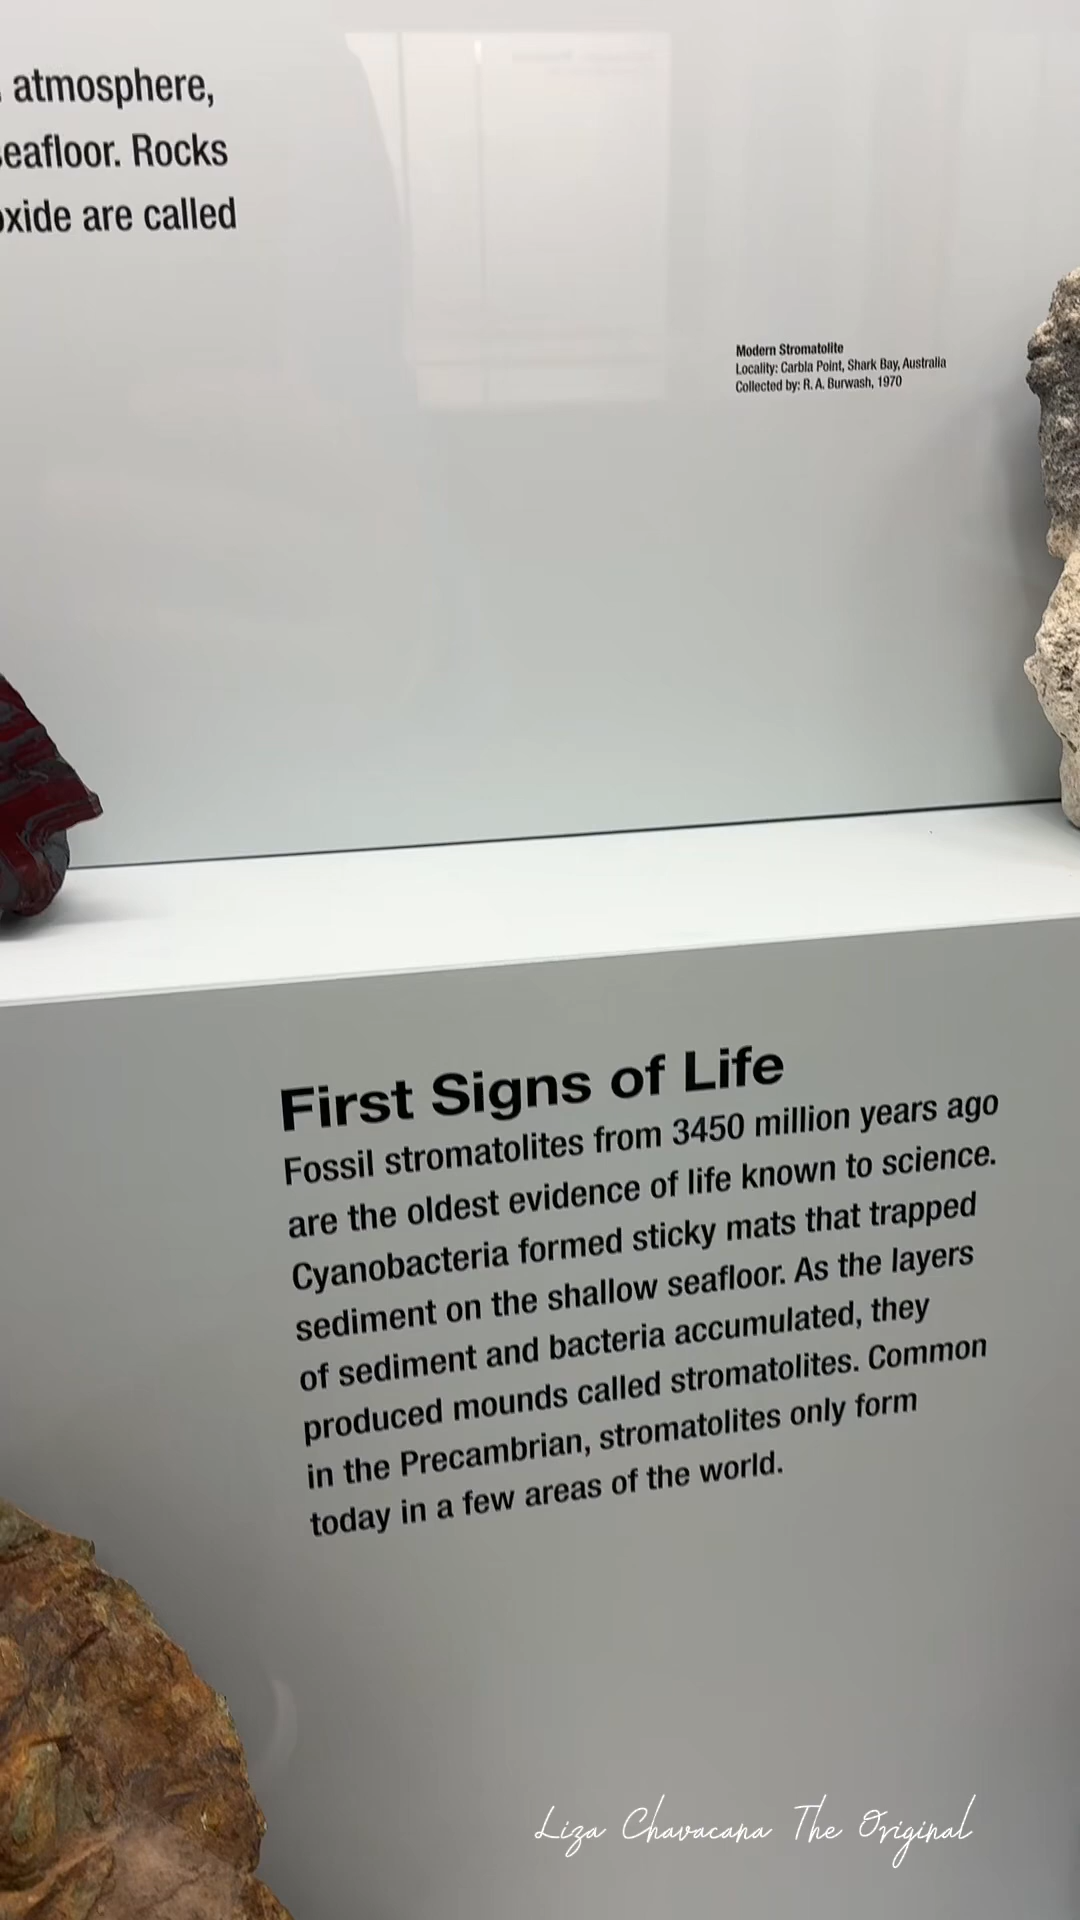 atmosphere,
seafloor. Rocks
oxide are called
Modern Stromatolite
Locality: Carbla Point, Shark Bay, Australia
Collected by: R. A. Burwash, 1970
First Signs of Life
Fossil stromatolites from 3450 million years ago
are the oldest evidence of life known to science.
Cyanobacteria formed sticky mats that trapped
sediment on the shallow seafloor. As the layers
of sediment and bacteria accumulated, they
produced mounds called stromatolites. Common
in the Precambrian, stromatolites only form
today in a few areas of the world.
Liza Chavacana The Original